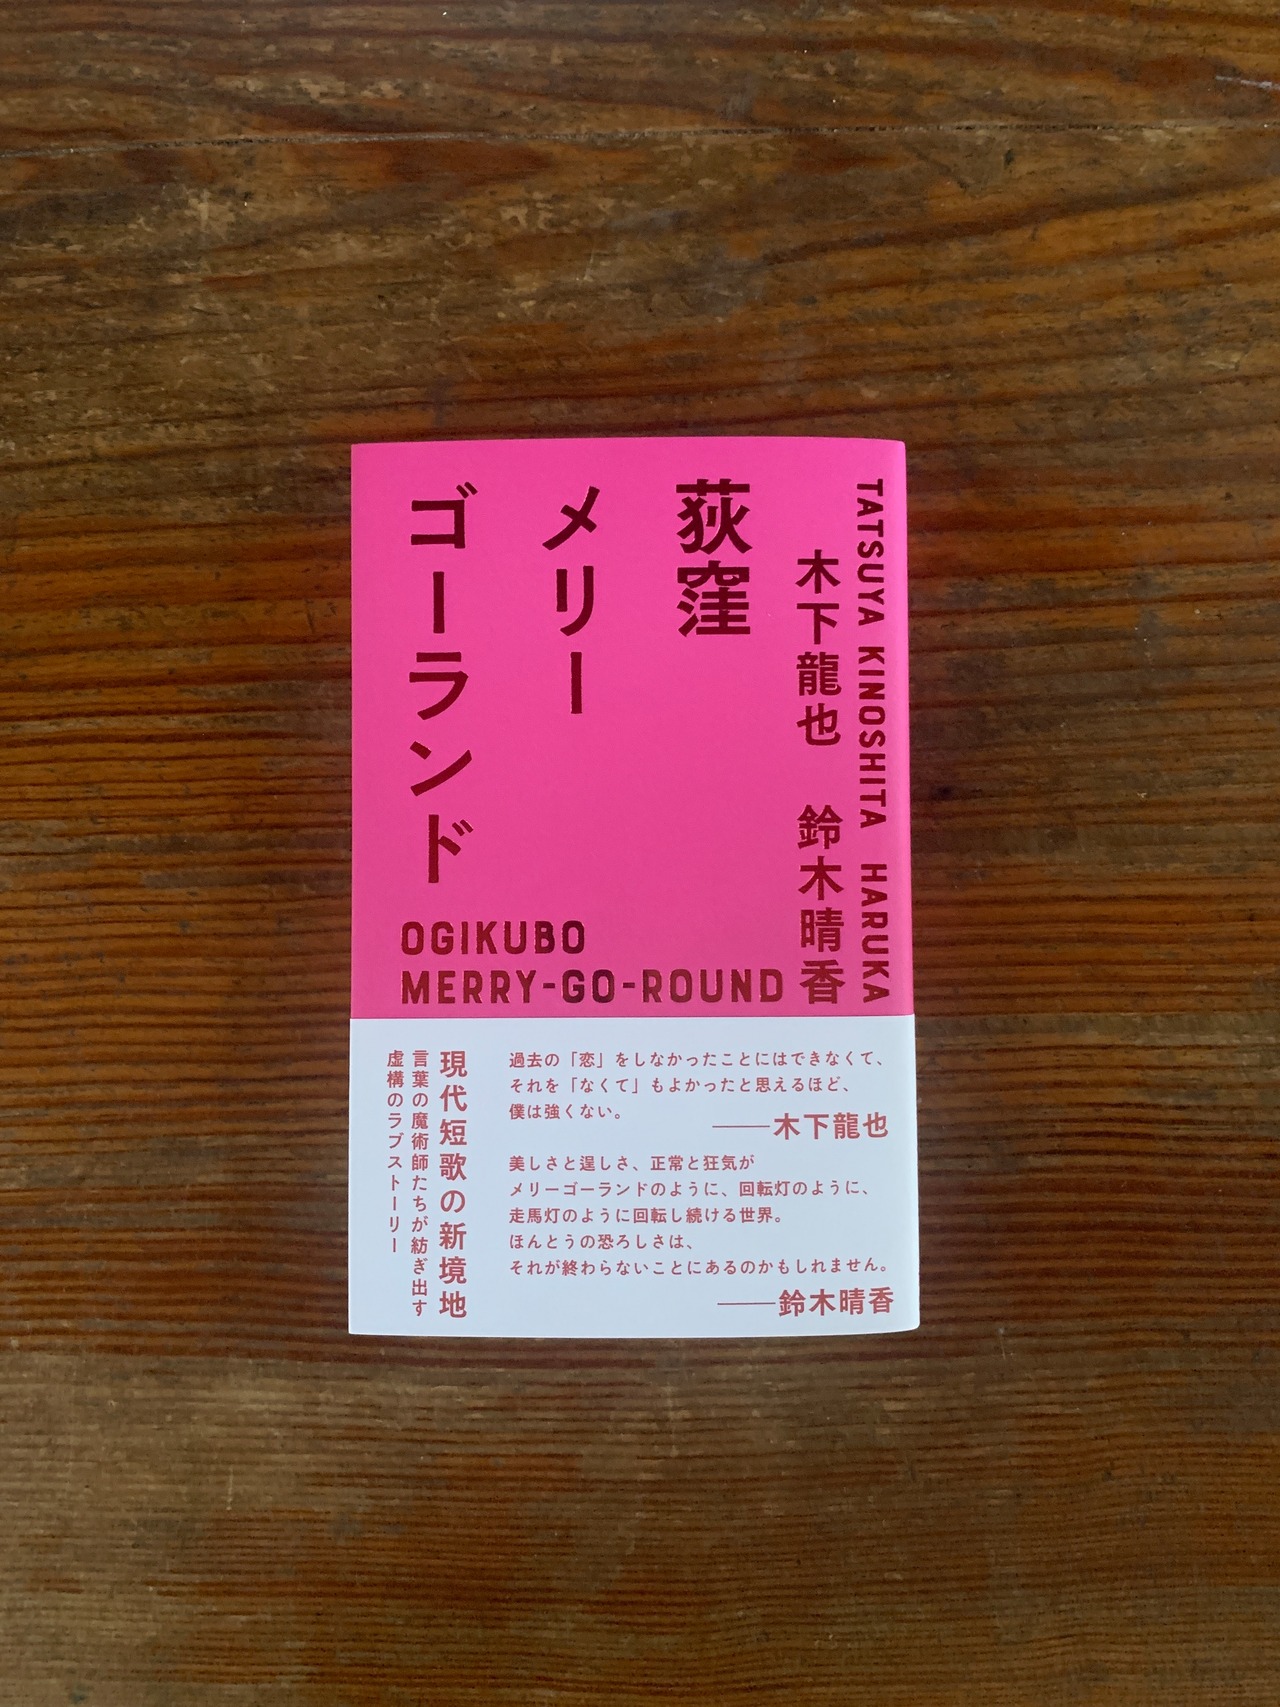 TATSUYA KINOSHITA HARUKA
木下龍也 鈴木晴香
荻窪
メリー
ゴーランド
OGIKUBO
MERRY-GO-ROUND
過去の「恋」をしなかったことにはできなくて、
それを「なくて」もよかったと思えるほど、
僕は強くない。
——木下龍也
美しさと逞しさ、正常と狂気が
メリーゴーランドのように、回転灯のように、
走馬灯のように回転し続ける世界。
ほんとうの恐ろしさは、
それが終わらないことにあるのかもしれません。
——鈴木晴香
現代短歌の新境地
言葉の魔術師たちが紡ぎ出す
虚構のラブストーリー